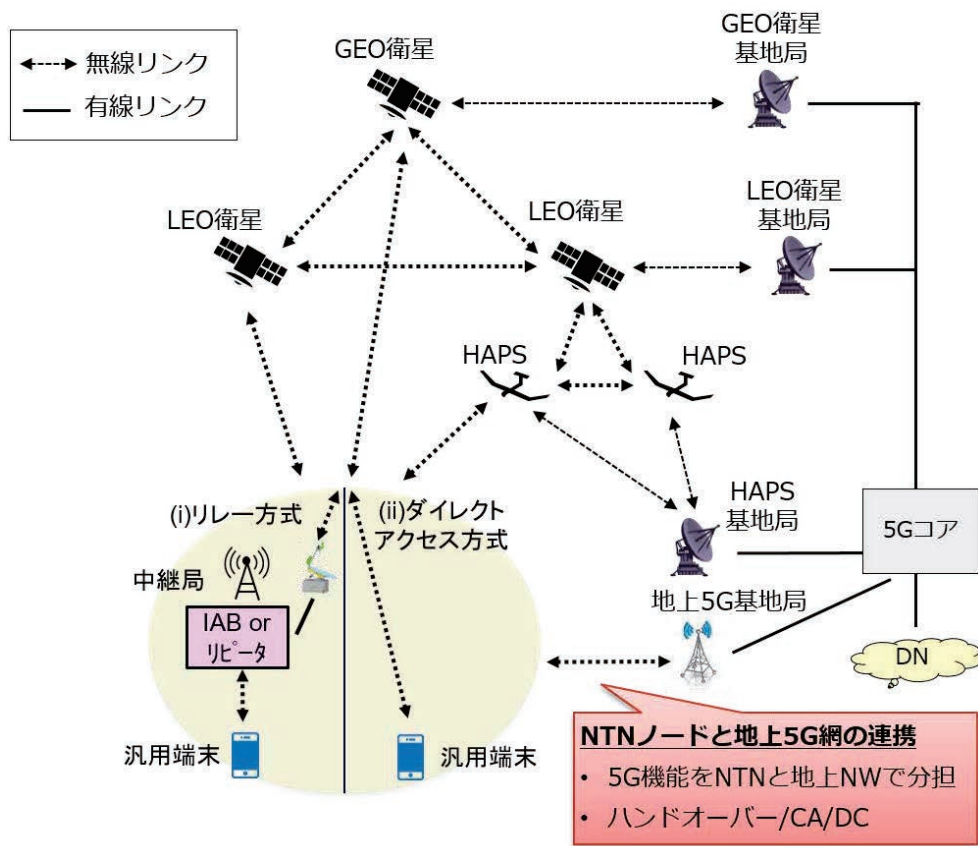 無線リンク
有線リンク
GEO衛星
GEO衛星
基地局
LEO衛星
LEO衛星
LEO衛星
基地局
HAPS
HAPS
HAPS
基地局
5Gコア
(i)リレー方式
(ii)ダイレクト
アクセス方式
中継局
IAB or
ﾘﾋﾟｰﾀ
地上5G基地局
DN
汎用端末
汎用端末
NTNノードと地上5G網の連携
• 5G機能をNTNと地上NWで分担
• ハンドオーバー/CA/DC